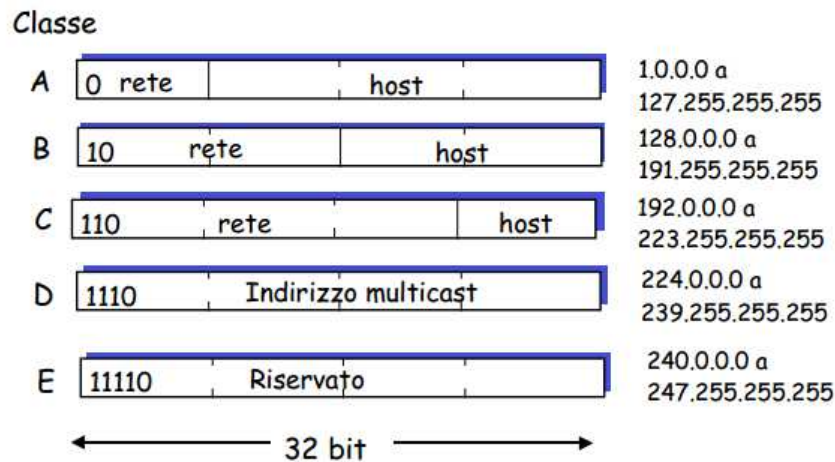 Classe
A 0 rete host 1.0.0.0 a
127.255.255.255
B 10 rete host 128.0.0.0 a
191.255.255.255
C 110 rete host 192.0.0.0 a
223.255.255.255
D 1110 Indirizzo multicast 224.0.0.0 a
239.255.255.255
E 11110 Riservato 240.0.0.0 a
247.255.255.255
32 bit